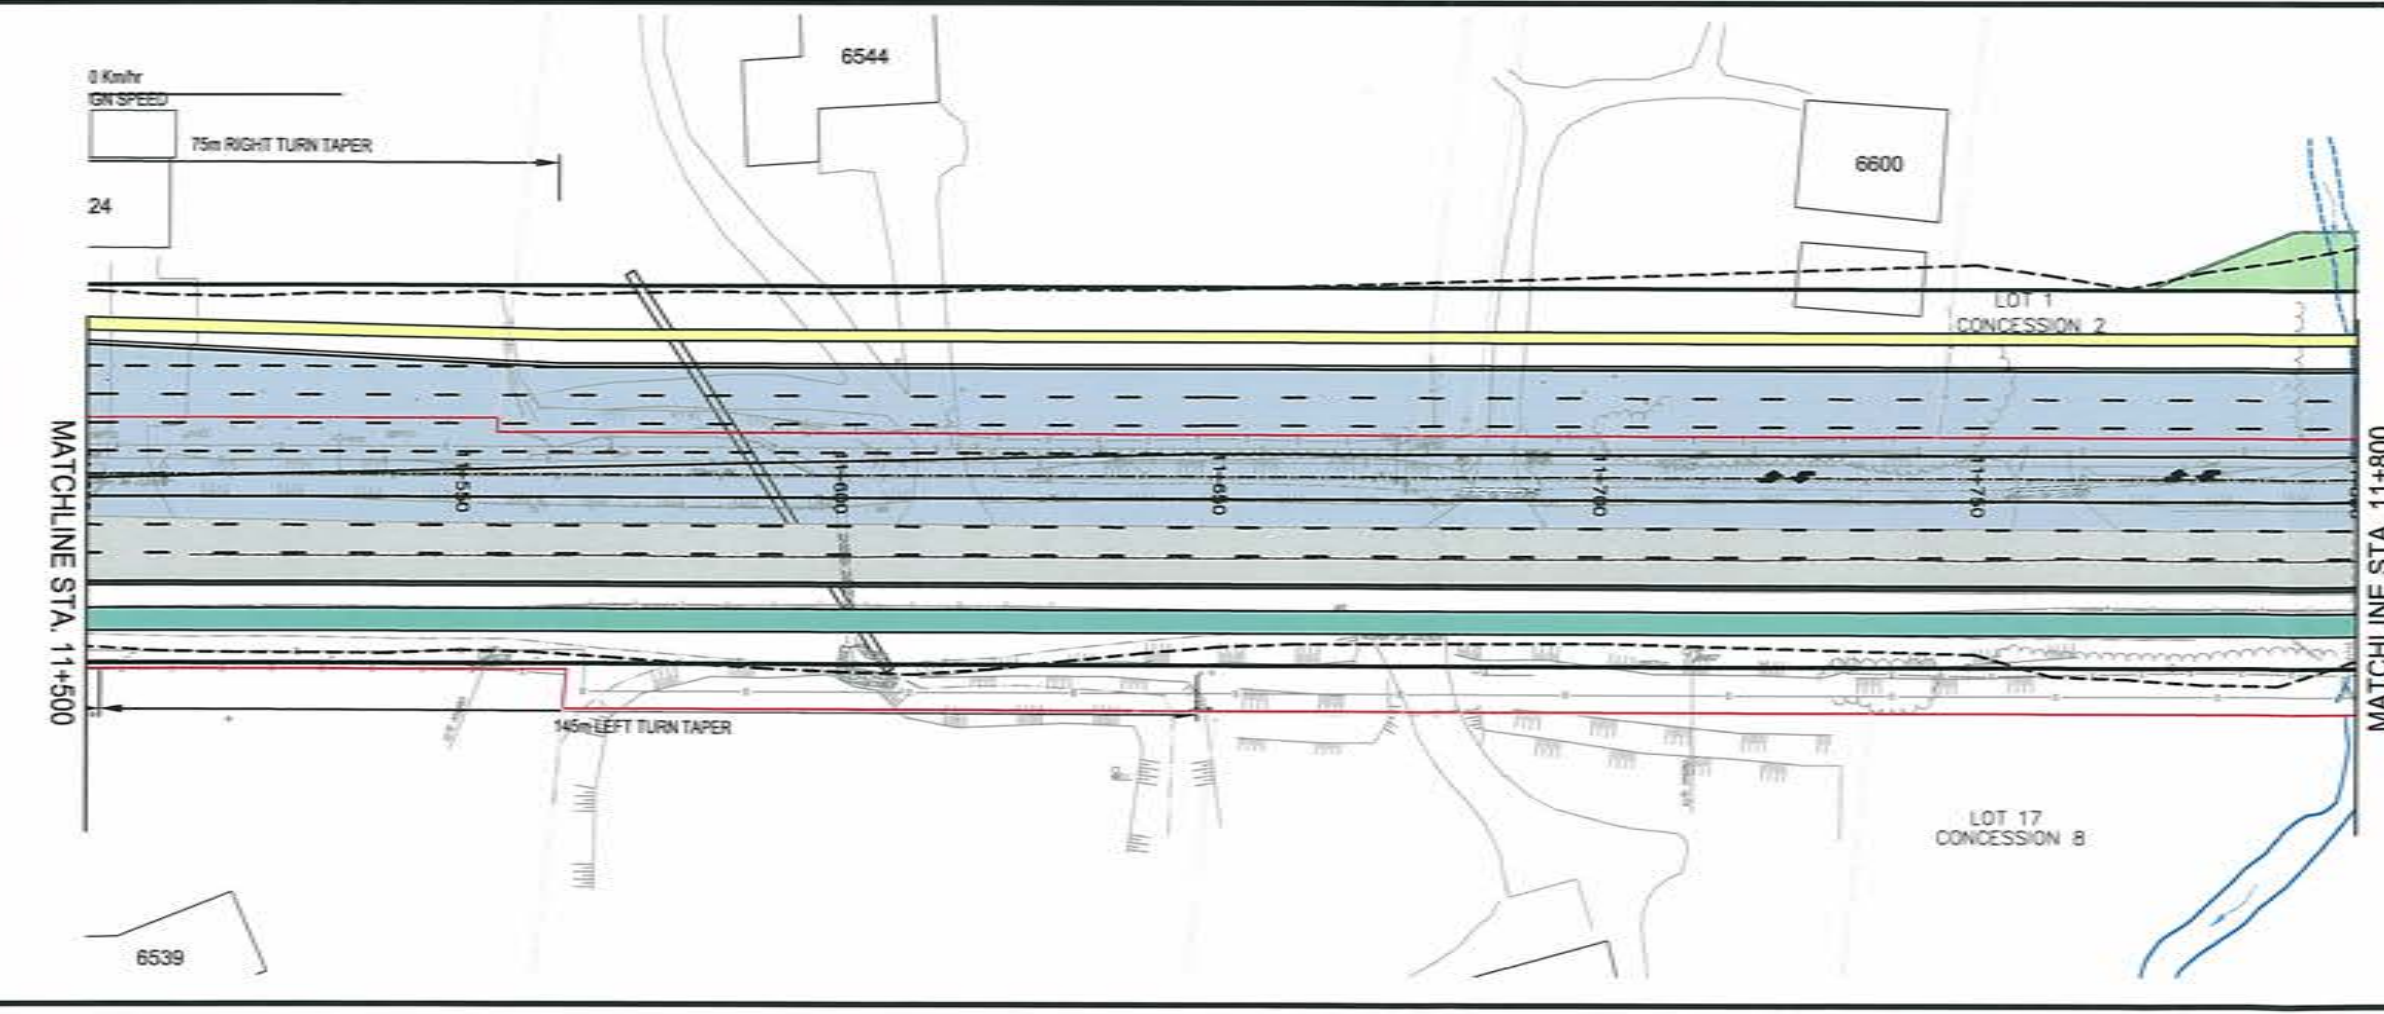 0 Km/hr
GN SPEED
75m RIGHT TURN TAPER
24
6544
6600
LOT 1
CONCESSION 2
MATCHLINE STA. 11+500
11+550
11+600
11+650
11+700
11+750
MATCHLINE STA. 11+800
145m LEFT TURN TAPER
LOT 17
CONCESSION 8
6539